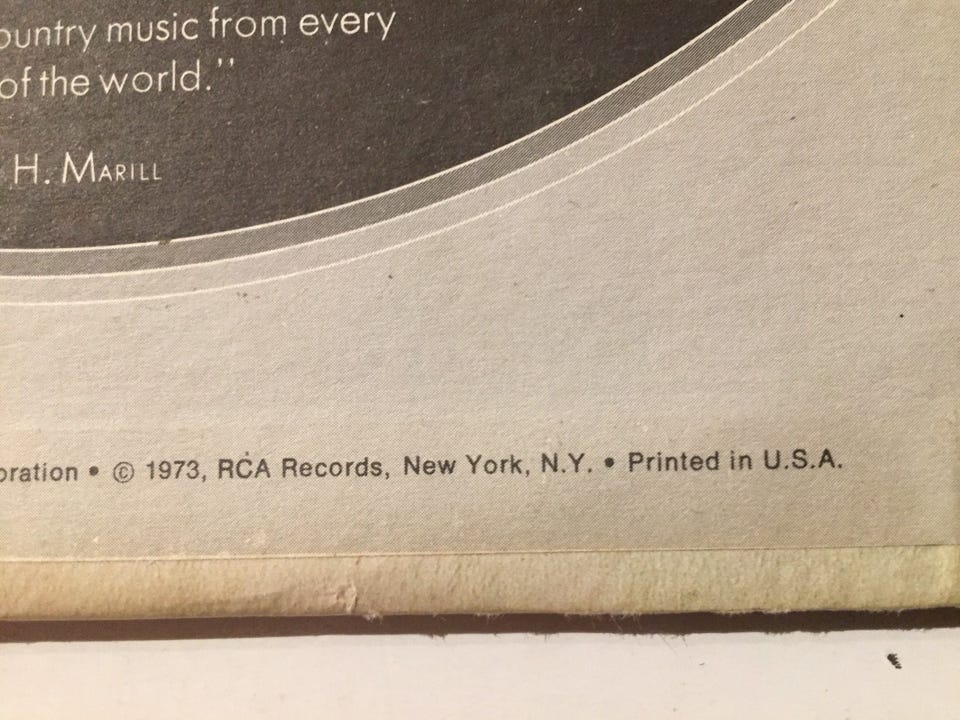 ountry music from every
of the world."
H. MARILL
oration • © 1973, RCA Records, New York, N.Y. • Printed in U.S.A.